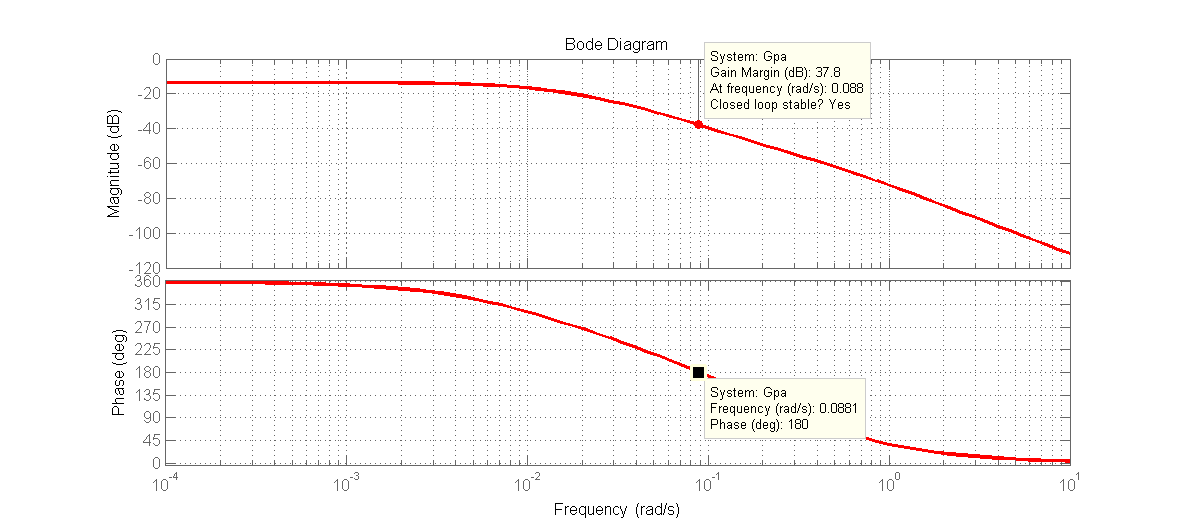 Bode Diagram
System: Gpa
Gain Margin (dB): 37.8
At frequency (rad/s): 0.088
Closed loop stable? Yes
Magnitude (dB)
0
-20
-40
-60
-80
-100
-120
Phase (deg)
360
315
270
225
180
135
90
45
0
System: Gpa
Frequency (rad/s): 0.0881
Phase (deg): 180
10^-4
10^-3
10^-2
10^-1
10^0
10^1
Frequency (rad/s)